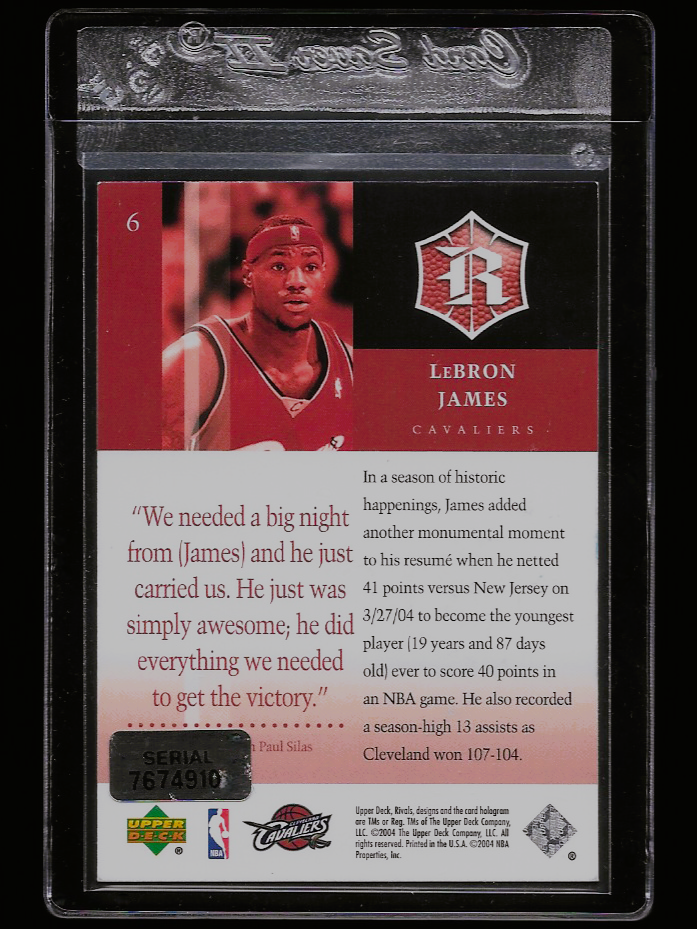 Card Saver II ®
6
R
LEBRON
JAMES
CAVALIERS
"We needed a big night
from (James) and he just
carried us. He just was
simply awesome; he did
everything we needed
to get the victory."
Paul Silas
In a season of historic
happenings, James added
another monumental moment
to his resumé when he netted
41 points versus New Jersey on
3/27/04 to become the youngest
player (19 years and 87 days
old) ever to score 40 points in
an NBA game. He also recorded
a season-high 13 assists as
Cleveland won 107-104.
SERIAL
7674910
UPPER
DECK
®
NBA
CLEVELAND
CAVALIERS
Upper Deck, Rivals, designs and the card hologram
are TMs or Reg. TMs of The Upper Deck Company,
LLC. ©2004 The Upper Deck Company, LLC. All
rights reserved. Printed in the U.S.A. ©2004 NBA
Properties, Inc.
®